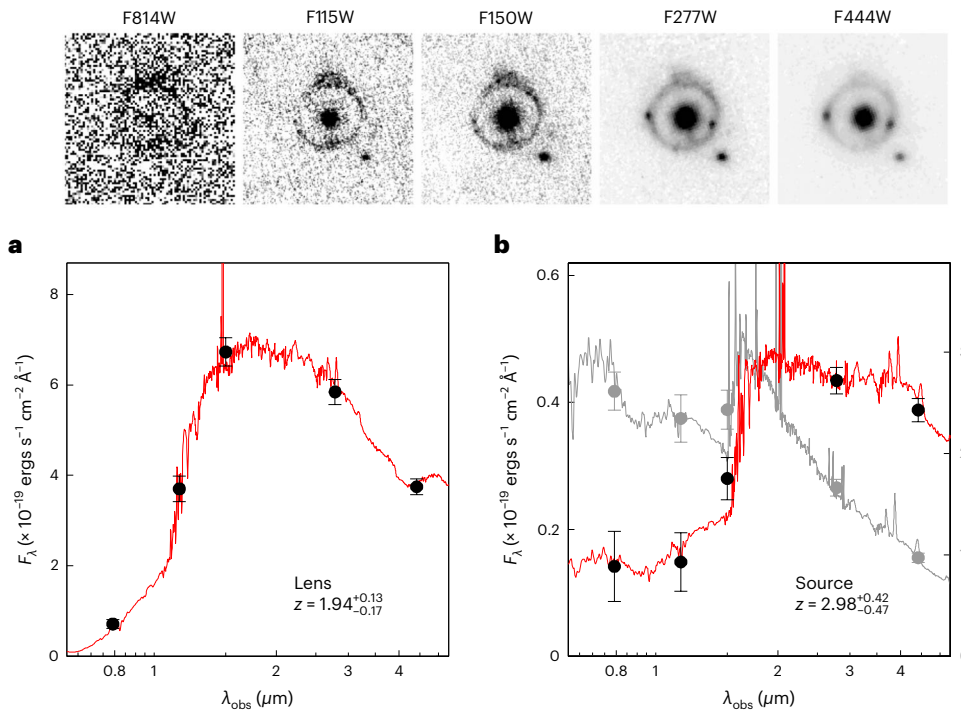 F814W F115W F150W F277W F444W
a
b
8
6
4
2
0
F_λ (× 10⁻¹⁹ ergs s⁻¹ cm⁻² Å⁻¹)
Lens
z = 1.94 +0.13 −0.17
0.8 1 2 3 4
λ_obs (μm)
0.6
0.4
0.2
0
F_λ (× 10⁻¹⁹ ergs s⁻¹ cm⁻² Å⁻¹)
Source
z = 2.98 +0.42 −0.47
0.8 1 2 3 4
λ_obs (μm)